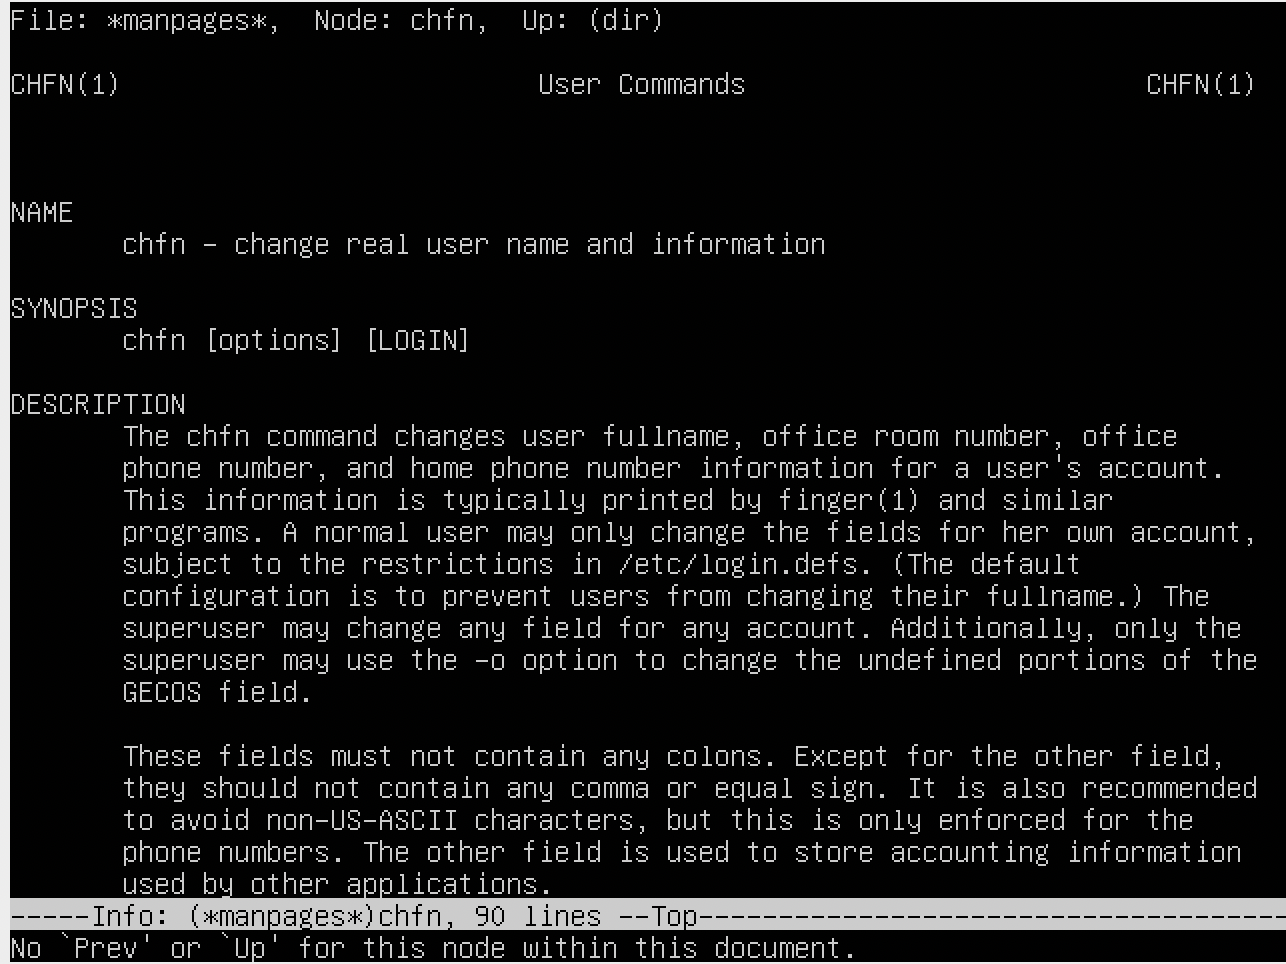 File: *manpages*,  Node: chfn,  Up: (dir)
CHFN(1)                          User Commands                         CHFN(1)
NAME
       chfn - change real user name and information
SYNOPSIS
       chfn [options] [LOGIN]
DESCRIPTION
       The chfn command changes user fullname, office room number, office
       phone number, and home phone number information for a user's account.
       This information is typically printed by finger(1) and similar
       programs. A normal user may only change the fields for her own account,
       subject to the restrictions in /etc/login.defs. (The default
       configuration is to prevent users from changing their fullname.) The
       superuser may change any field for any account. Additionally, only the
       superuser may use the -o option to change the undefined portions of the
       GECOS field.
       These fields must not contain any colons. Except for the other field,
       they should not contain any comma or equal sign. It is also recommended
       to avoid non-US-ASCII characters, but this is only enforced for the
       phone numbers. The other field is used to store accounting information
       used by other applications.
-----Info: (*manpages*)chfn, 90 lines --Top-------------------------------------
No `Prev' or `Up' for this node within this document.